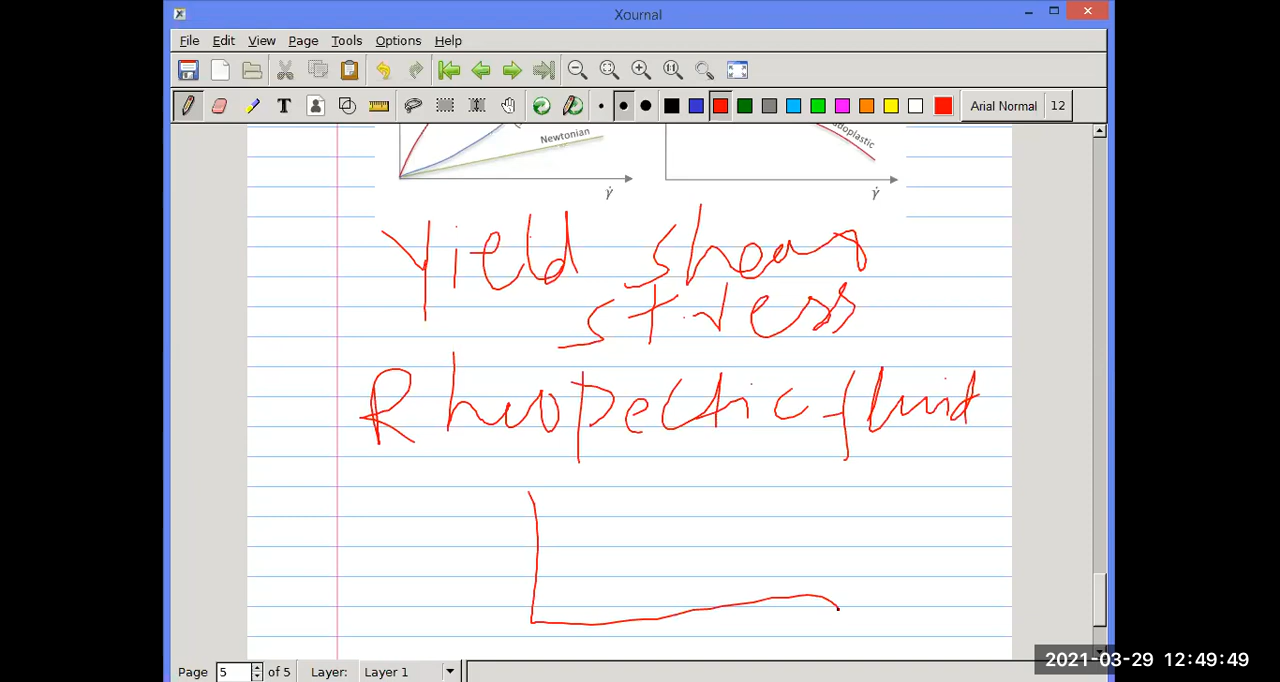 Xournal
File Edit View Page Tools Options Help
Arial Normal 12
Newtonian
γ̇
γ̇
Yield shear
stress
Rheopectic fluid
Page 5 of 5 Layer: Layer 1
2021-03-29 12:49:49